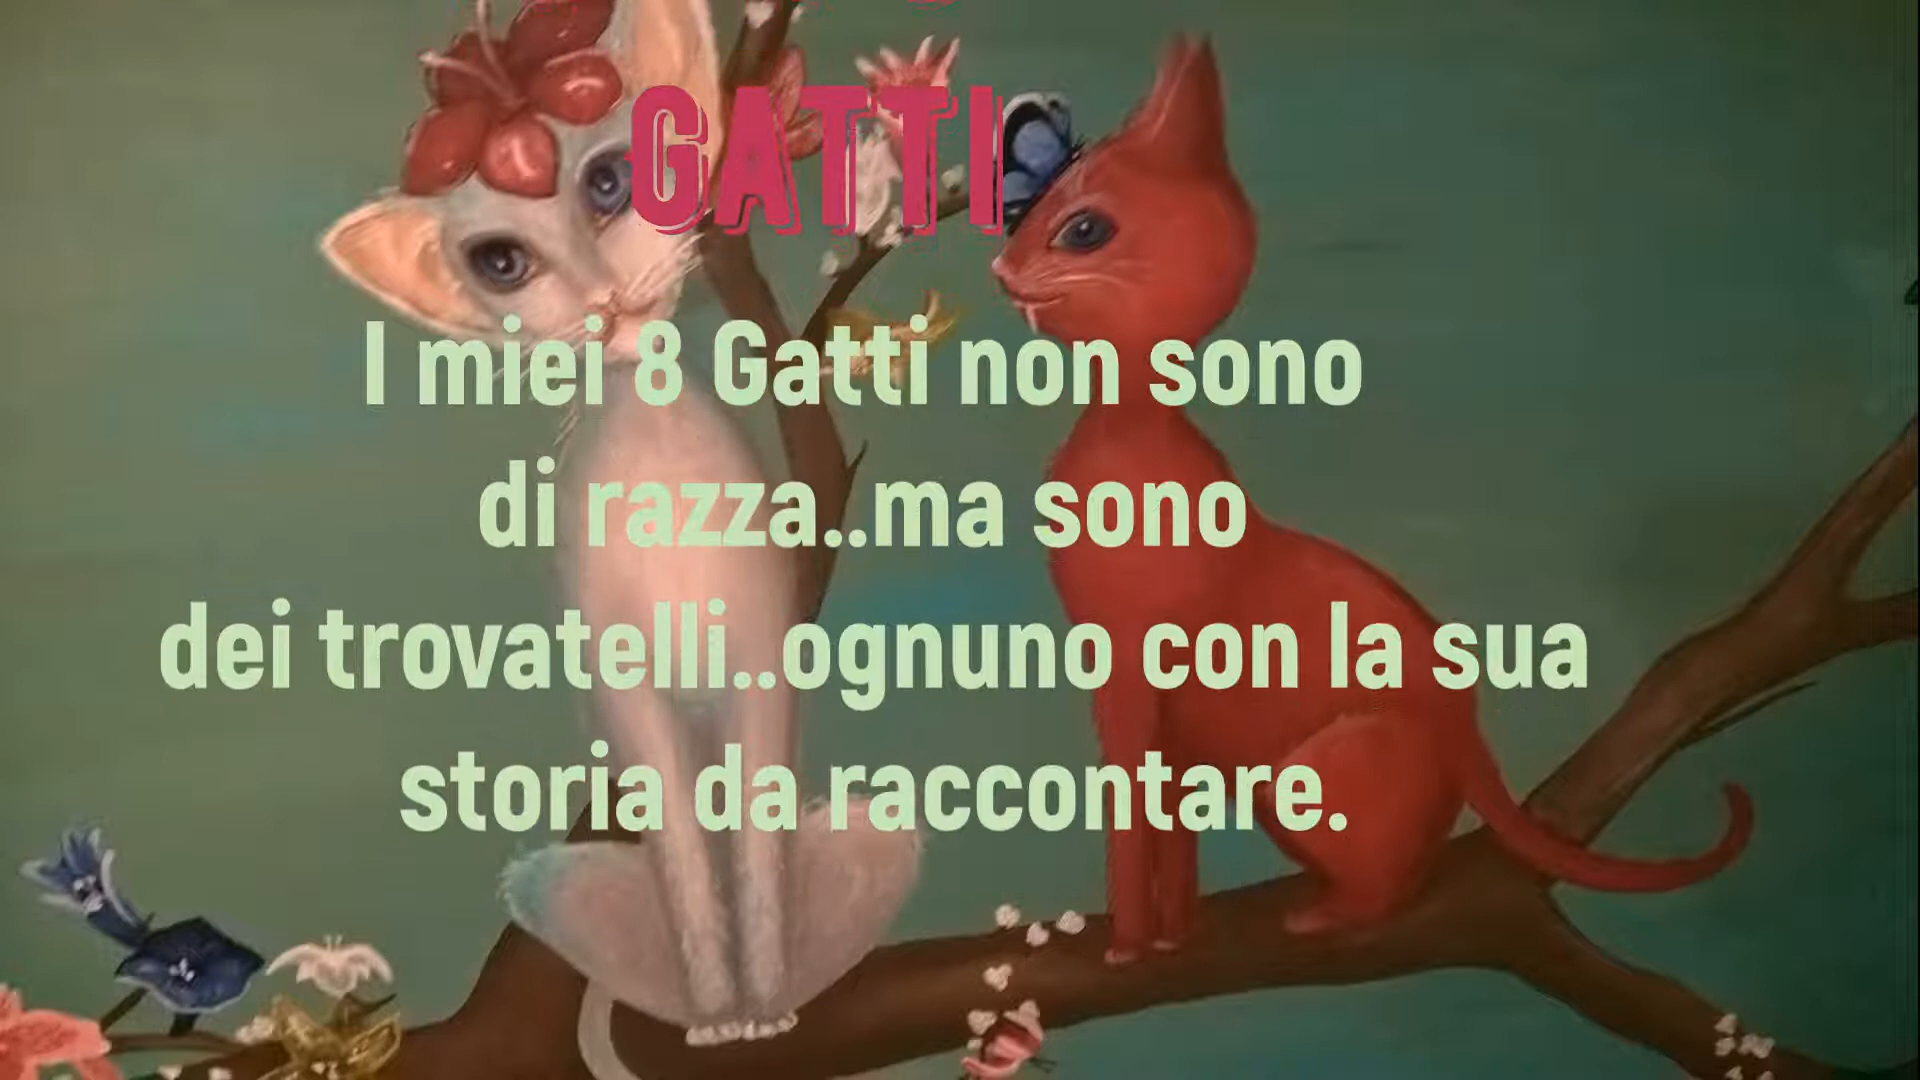 GATTI
I miei 8 Gatti non sono
di razza..ma sono
dei trovatelli..ognuno con la sua
storia da raccontare.